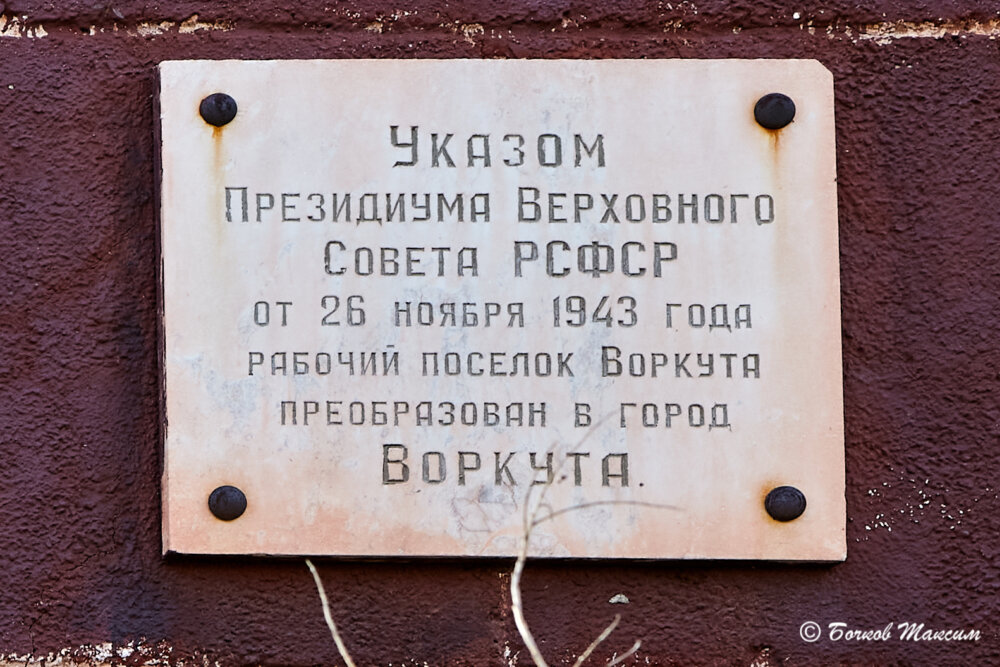 Указом
Президиума Верховного
Совета РСФСР
от 26 ноября 1943 года
рабочий поселок Воркута
преобразован в город
Воркута.
© Бочков Максим